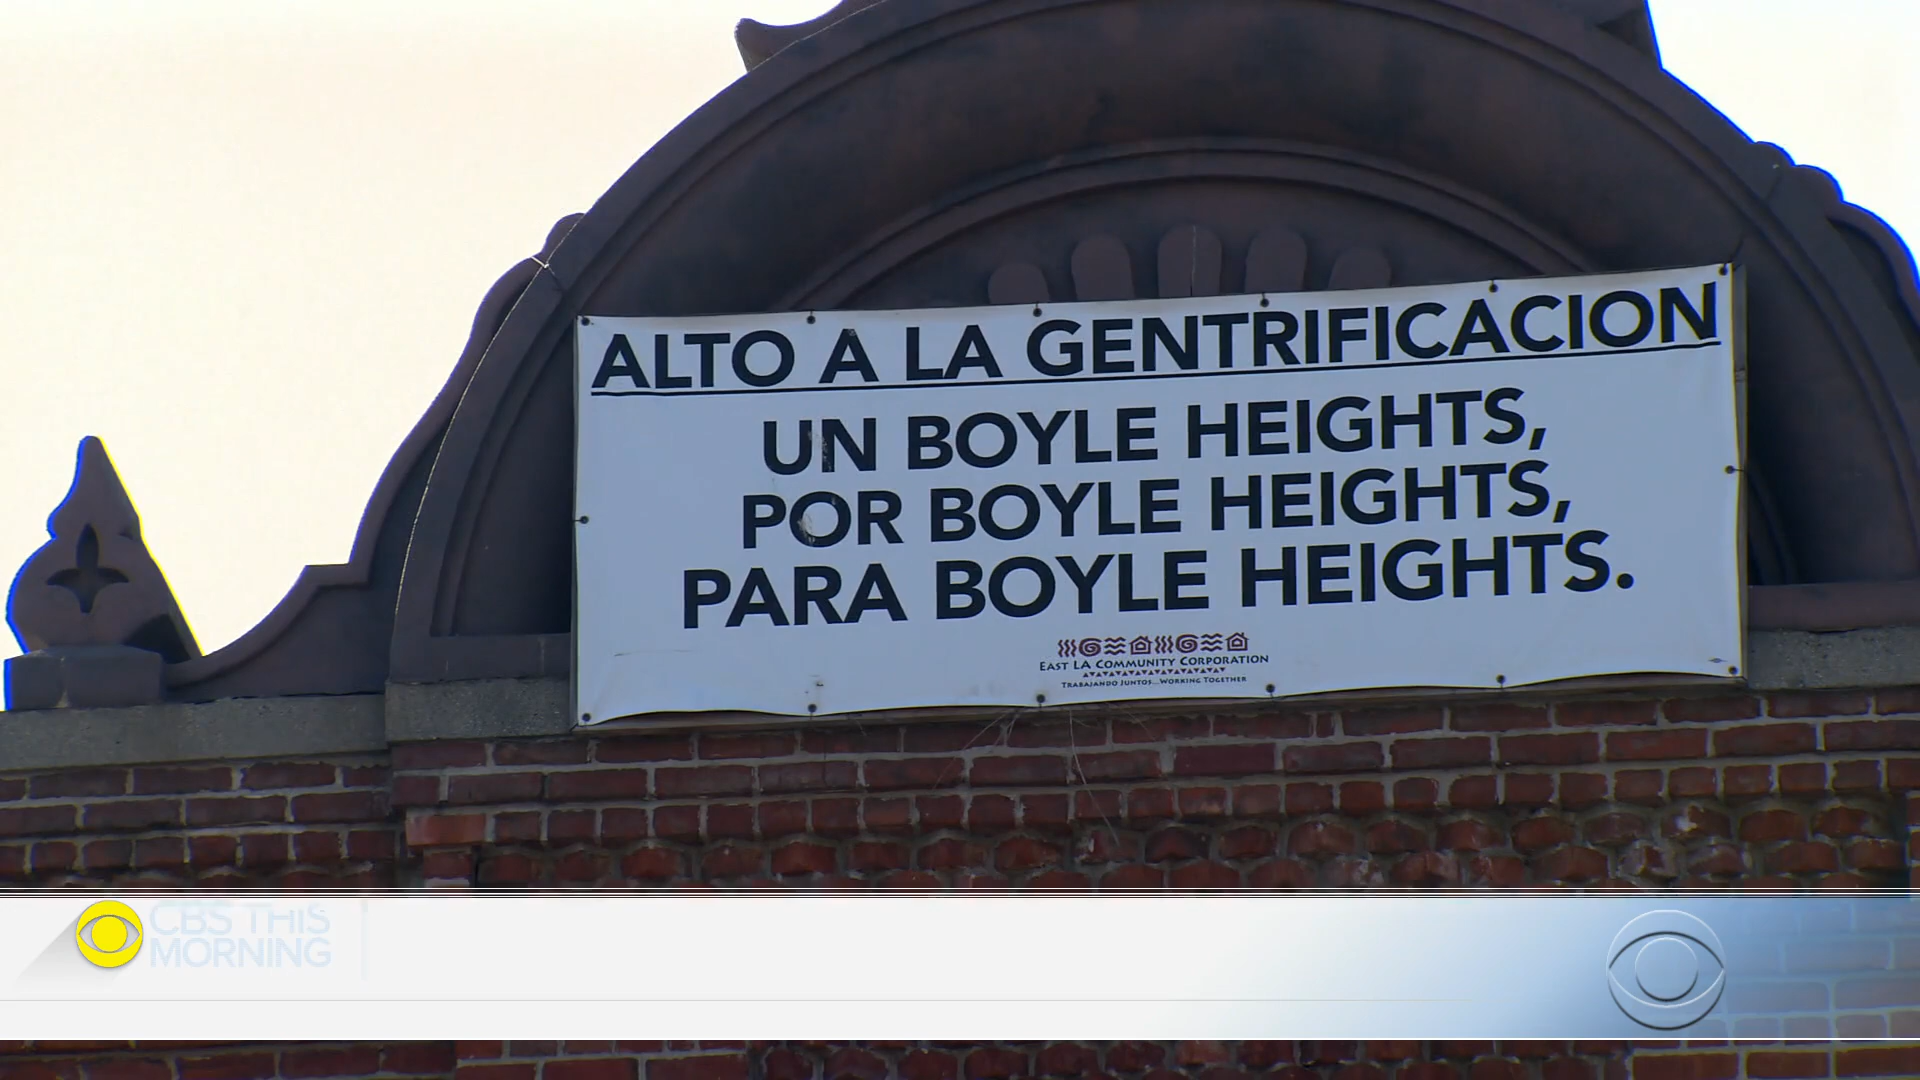 ALTO A LA GENTRIFICACION
UN BOYLE HEIGHTS,
POR BOYLE HEIGHTS,
PARA BOYLE HEIGHTS.
EAST LA COMMUNITY CORPORATION
TRABAJANDO JUNTOS...WORKING TOGETHER
CBS THIS
MORNING